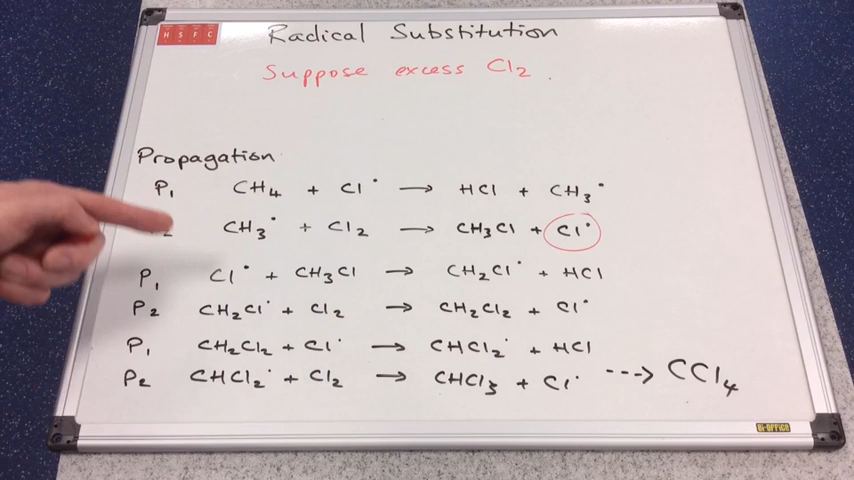 HSFC
Radical Substitution
Suppose excess Cl₂.
Propagation
P₁ CH₄ + Cl• → HCl + CH₃•
₂ CH₃• + Cl₂ → CH₃Cl + Cl•
P₁ Cl• + CH₃Cl → CH₂Cl• + HCl
P₂ CH₂Cl• + Cl₂ → CH₂Cl₂ + Cl•
P₁ CH₂Cl₂ + Cl• → CHCl₂• + HCl
P₂ CHCl₂• + Cl₂ → CHCl₃ + Cl• ---> CCl₄
Bi-OFFICE